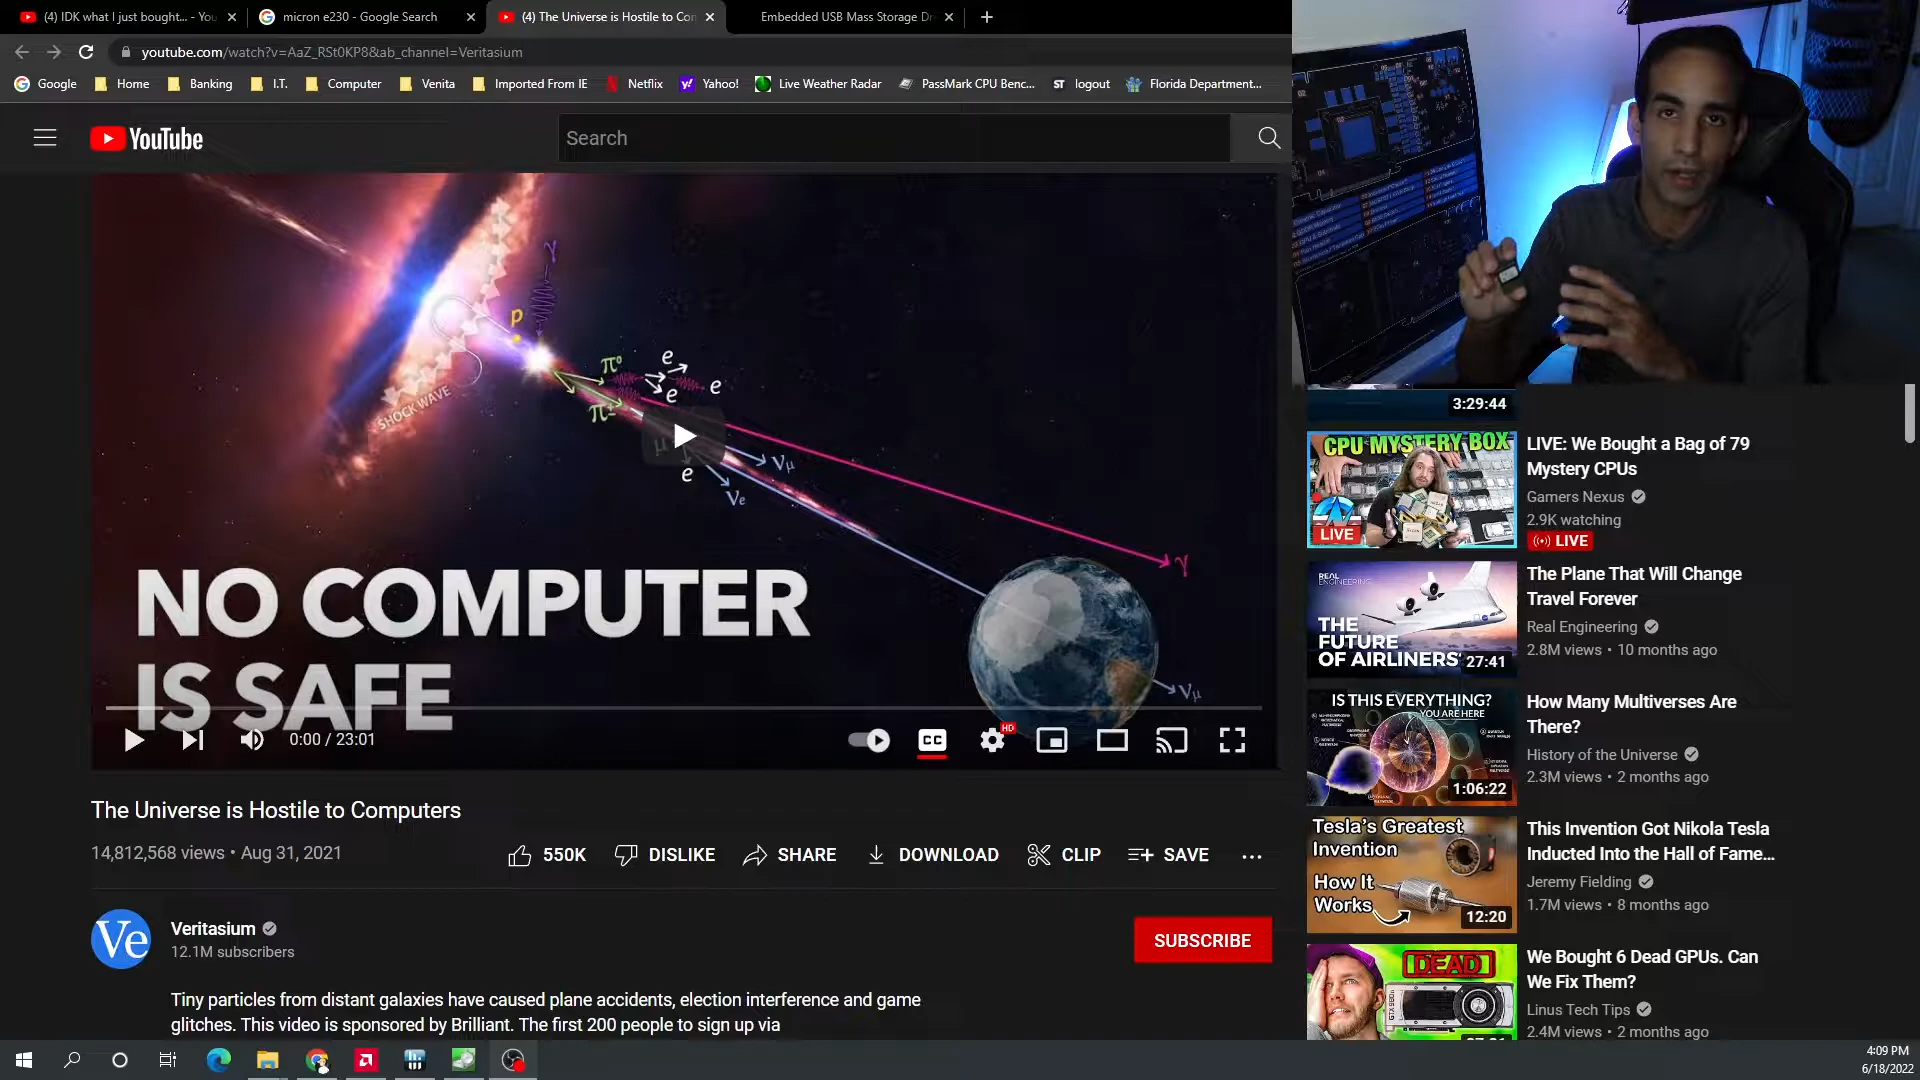 (4) IDK what I just bought... - You
micron e230 - Google Search
(4) The Universe is Hostile to Con
Embedded USB Mass Storage Dr
youtube.com/watch?v=AaZ_RSt0KP8&ab_channel=Veritasium
Google
Home
Banking
I.T.
Computer
Venita
Imported From IE
Netflix
Yahoo!
Live Weather Radar
PassMark CPU Benc...
ST logout
Florida Department...
YouTube
Search
γ
p
π⁰
e
e
e
π±
SHOCK WAVE
μ
e
νμ
νe
γ
νμ
NO COMPUTER
IS SAFE
0:00 / 23:01
CC
HD
The Universe is Hostile to Computers
14,812,568 views • Aug 31, 2021
550K
DISLIKE
SHARE
DOWNLOAD
CLIP
SAVE
Ve
Veritasium
12.1M subscribers
SUBSCRIBE
Tiny particles from distant galaxies have caused plane accidents, election interference and game
glitches. This video is sponsored by Brilliant. The first 200 people to sign up via
3:29:44
CPU MYSTERY BOX
LIVE
LIVE: We Bought a Bag of 79
Mystery CPUs
Gamers Nexus
2.9K watching
LIVE
REAL
ENGINEERING
THE
FUTURE
OF AIRLINERS
27:41
The Plane That Will Change
Travel Forever
Real Engineering
2.8M views • 10 months ago
IS THIS EVERYTHING?
YOU ARE HERE
1:06:22
How Many Multiverses Are
There?
History of the Universe
2.3M views • 2 months ago
Tesla's Greatest
Invention
How It
Works
12:20
This Invention Got Nikola Tesla
Inducted Into the Hall of Fame...
Jeremy Fielding
1.7M views • 8 months ago
DEAD
We Bought 6 Dead GPUs. Can
We Fix Them?
Linus Tech Tips
2.4M views • 2 months ago
4:09 PM
6/18/2022